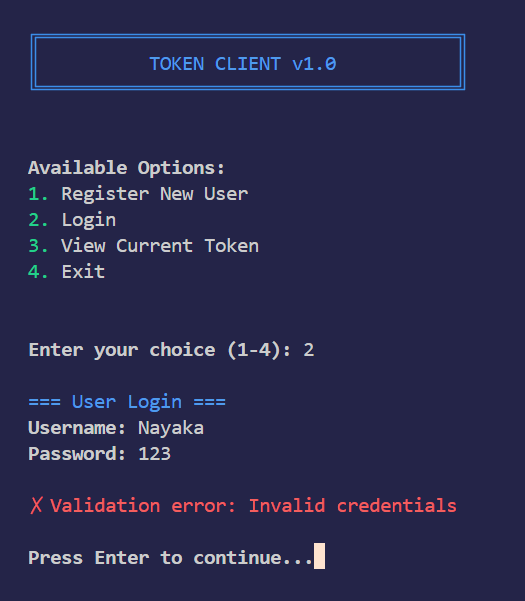 TOKEN CLIENT v1.0
Available Options:
1. Register New User
2. Login
3. View Current Token
4. Exit
Enter your choice (1-4): 2
=== User Login ===
Username: Nayaka
Password: 123
✗ Validation error: Invalid credentials
Press Enter to continue...